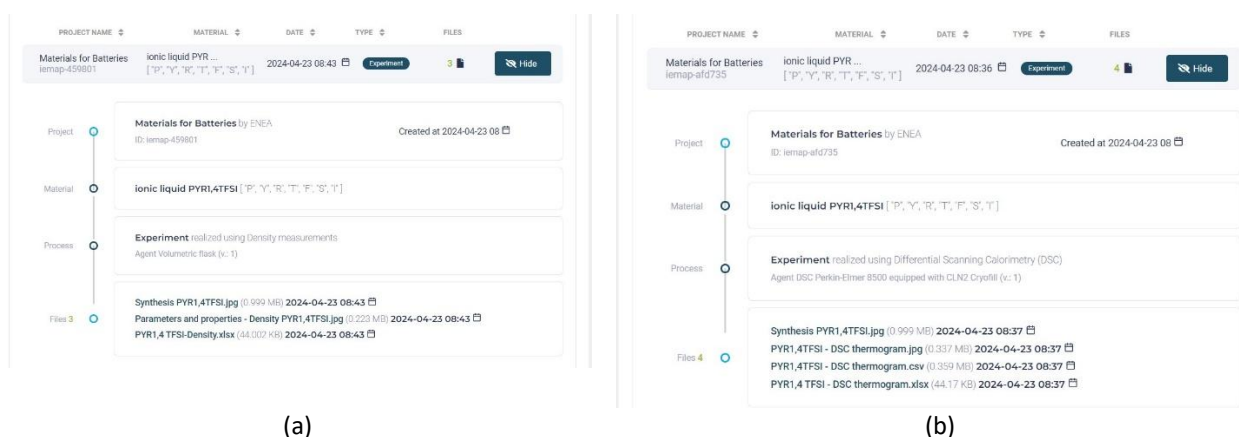 PROJECT NAME MATERIAL DATE TYPE FILES
Materials for Batteries ionic liquid PYR ... 2024-04-23 08:43 Experiment 3 Hide
iemap-459801 [ "P", "Y", "R", "T", "F", "S", "I" ]
Project
Materials for Batteries by ENEA Created at 2024-04-23 08
ID: iemap-459801
Material
ionic liquid PYR1,4TFSI [ "P", "Y", "R", "T", "F", "S", "I" ]
Process
Experiment realized using Density measurements
Agent Volumetric flask (v.: 1)
Files 3
Synthesis PYR1,4TFSI.jpg (0.999 MB) 2024-04-23 08:43
Parameters and properties - Density PYR1,4TFSI.jpg (0.223 MB) 2024-04-23 08:43
PYR1,4 TFSI-Density.xlsx (44.002 KB) 2024-04-23 08:43
(a)
PROJECT NAME MATERIAL DATE TYPE FILES
Materials for Batteries ionic liquid PYR ... 2024-04-23 08:36 Experiment 4 Hide
iemap-afd735 [ "P", "Y", "R", "T", "F", "S", "I" ]
Project
Materials for Batteries by ENEA Created at 2024-04-23 08
ID: iemap-afd735
Material
ionic liquid PYR1,4TFSI [ "P", "Y", "R", "T", "F", "S", "I" ]
Process
Experiment realized using Differential Scanning Calorimetry (DSC)
Agent DSC Perkin-Elmer 8500 equipped with CLN2 Cryofill (v.: 1)
Files 4
Synthesis PYR1,4TFSI.jpg (0.999 MB) 2024-04-23 08:37
PYR1,4TFSI - DSC thermogram.jpg (0.337 MB) 2024-04-23 08:37
PYR1,4TFSI - DSC thermogram.csv (0.359 MB) 2024-04-23 08:37
PYR1,4 TFSI - DSC thermogram.xlsx (44.17 KB) 2024-04-23 08:37
(b)